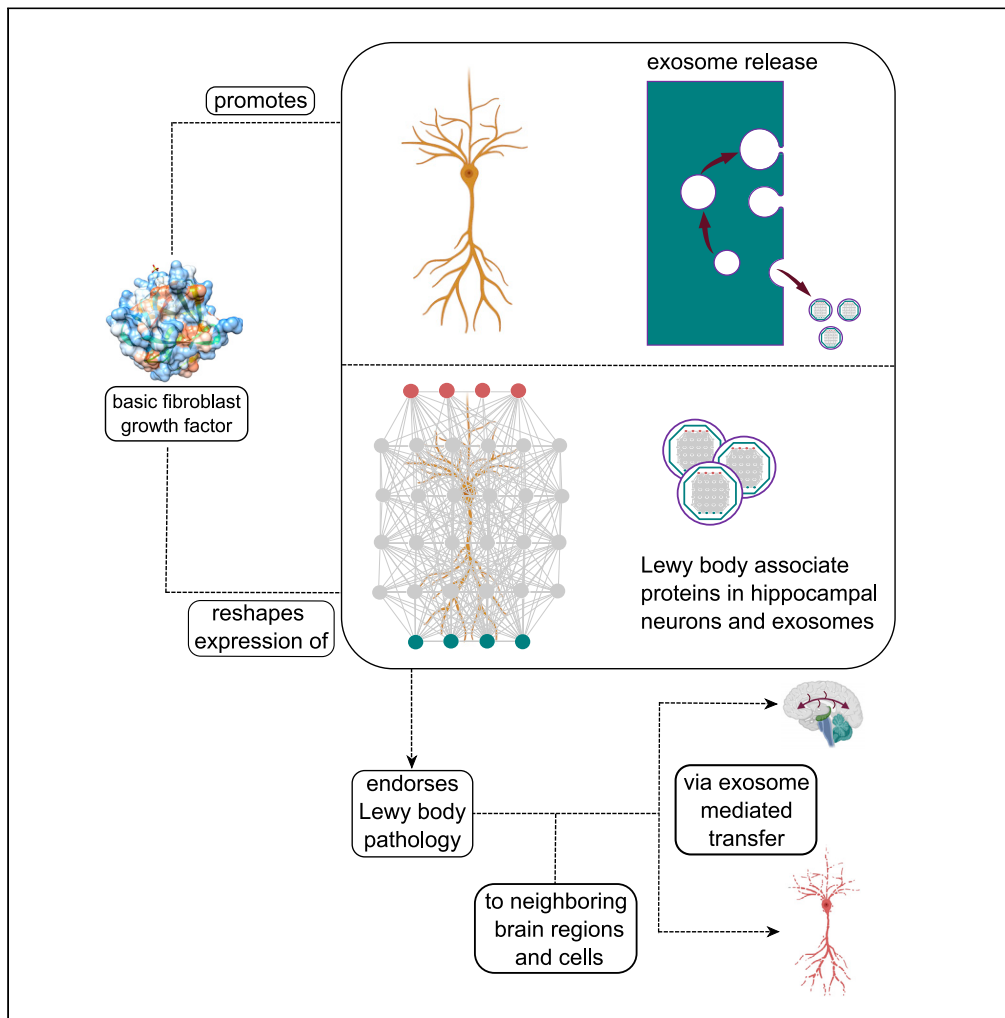 exosome release
promotes
basic fibroblast
growth factor
Lewy body associate
proteins in hippocampal
neurons and exosomes
reshapes
expression of
endorses
Lewy body
pathology
via exosome
mediated
transfer
to neighboring
brain regions
and cells